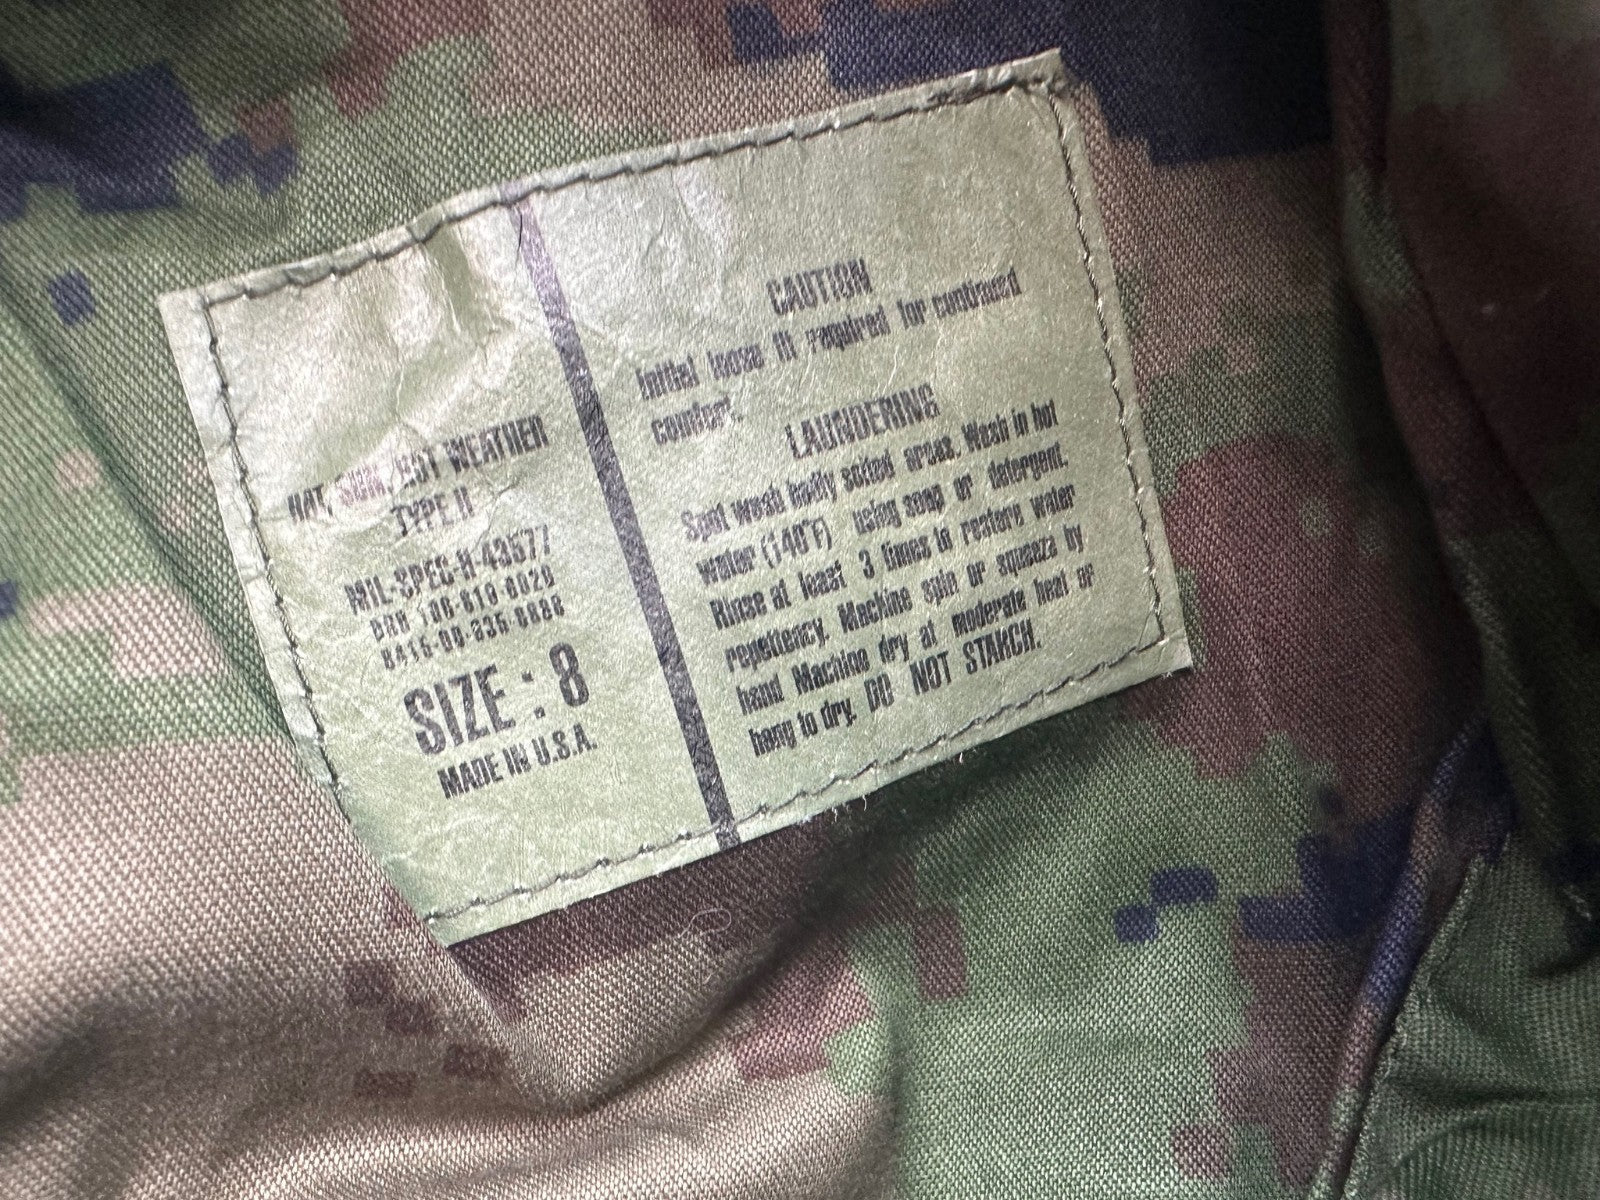 HAT, SUN, HOT WEATHER
TYPE II
MIL-SPEC-H-43577
SIZE : 8
MADE IN U.S.A.
CAUTION
Initial loose fit required for continued
comfort
LAUNDERING
Spot wash badly soiled areas. Wash in hot
water (140°F) using soap or detergent.
Rinse at least 3 times to restore water
repellency. Machine spin or squeeze by
hand Machine dry at moderate heat or
hang to dry. DO NOT STARCH.